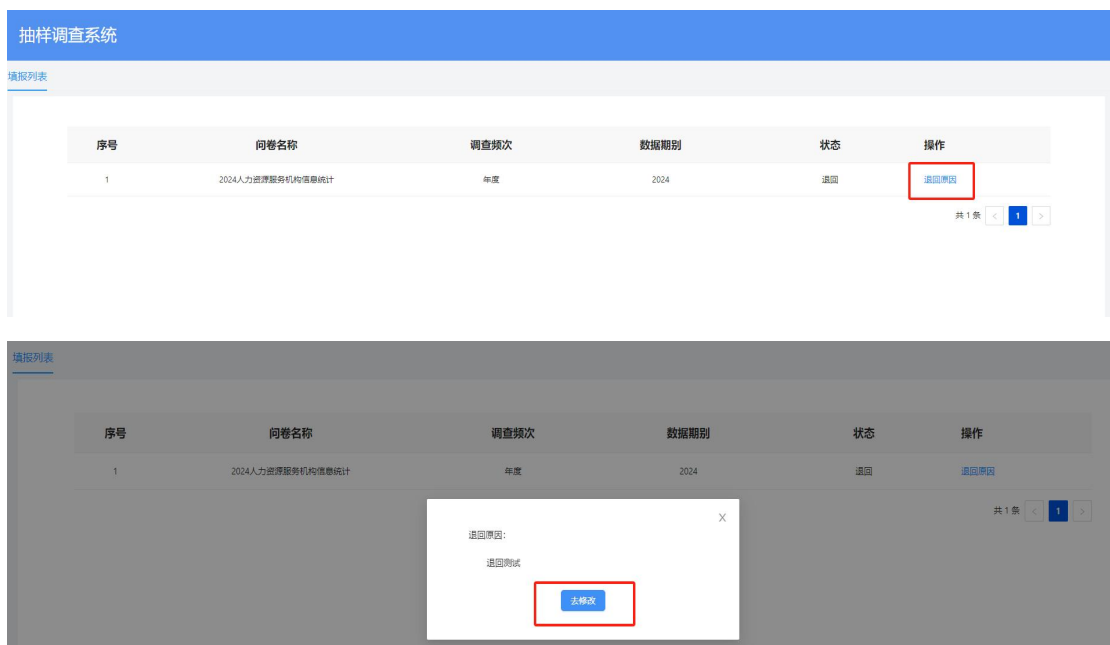 抽样调查系统
填报列表
序号 问卷名称 调查频次 数据期别 状态 操作
1 2024人力资源服务机构信息统计 年度 2024 退回 退回原因
共 1 条 < 1 >
填报列表
序号 问卷名称 调查频次 数据期别 状态 操作
1 2024人力资源服务机构信息统计 年度 2024 退回 退回原因
共 1 条 < 1 >
X
退回原因：
退回测试
去修改